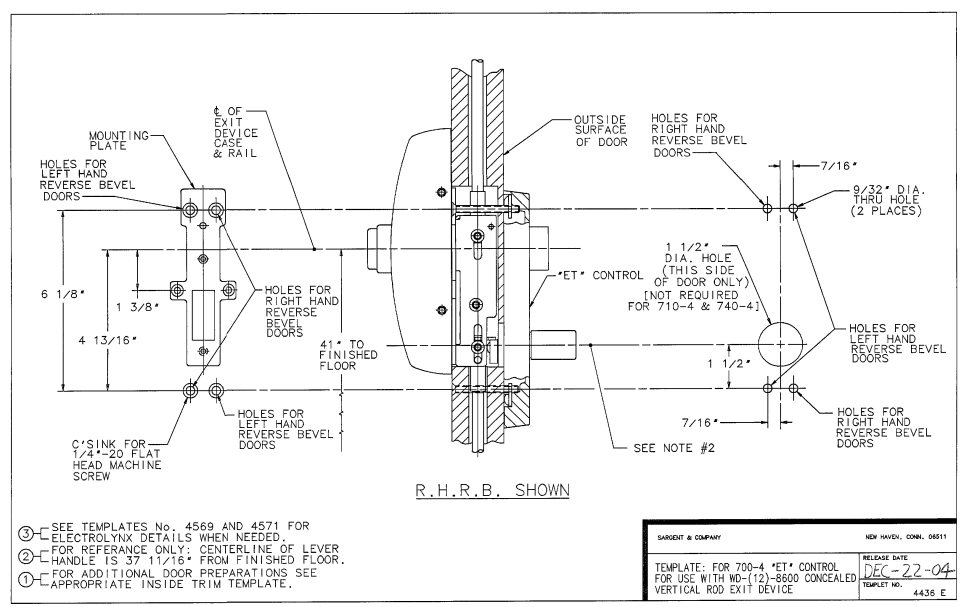 ℄ OF
EXIT
DEVICE
CASE
& RAIL
MOUNTING
PLATE
HOLES FOR
LEFT HAND
REVERSE BEVEL
DOORS
6 1/8"
1 3/8"
4 13/16"
HOLES FOR
RIGHT HAND
REVERSE
BEVEL
DOORS
41" TO
FINISHED
FLOOR
HOLES FOR
LEFT HAND
REVERSE BEVEL
DOORS
C'SINK FOR
1/4"-20 FLAT
HEAD MACHINE
SCREW
OUTSIDE
SURFACE
OF DOOR
"ET" CONTROL
SEE NOTE #2
R.H.R.B. SHOWN
HOLES FOR
RIGHT HAND
REVERSE BEVEL
DOORS
7/16"
9/32" DIA.
THRU HOLE
(2 PLACES)
1 1/2"
DIA. HOLE
(THIS SIDE
OF DOOR ONLY)
[NOT REQUIRED
FOR 710-4 & 740-4]
HOLES FOR
LEFT HAND
REVERSE BEVEL
DOORS
1 1/2"
7/16"
HOLES FOR
RIGHT HAND
REVERSE BEVEL
DOORS
3 SEE TEMPLATES No. 4569 AND 4571 FOR
ELECTROLYNX DETAILS WHEN NEEDED.
2 FOR REFERANCE ONLY: CENTERLINE OF LEVER
HANDLE IS 37 11/16" FROM FINISHED FLOOR.
1 FOR ADDITIONAL DOOR PREPARATIONS SEE
APPROPRIATE INSIDE TRIM TEMPLATE.
SARGENT & COMPANY NEW HAVEN, CONN. 06511
TEMPLATE: FOR 700-4 "ET" CONTROL
FOR USE WITH WD-(12)-8600 CONCEALED
VERTICAL ROD EXIT DEVICE
RELEASE DATE
DEC-22-04
TEMPLET NO.
4436 E